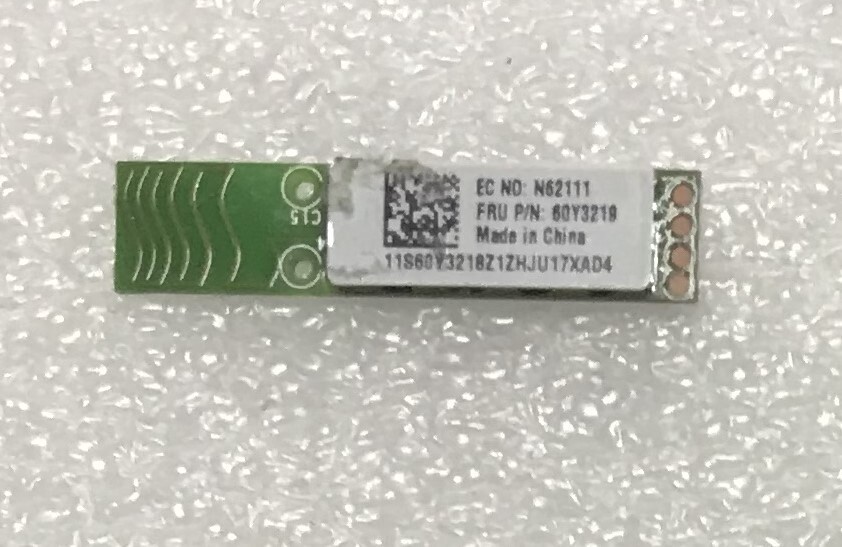 EC NO: N62111
FRU P/N: 60Y3219
Made in China
11S60Y3218Z1ZHJU17XAD4
C15